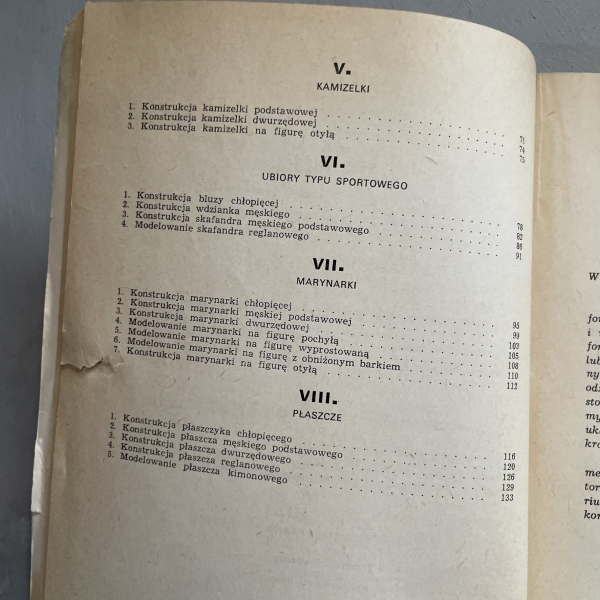 V.
KAMIZELKI
1. Konstrukcja kamizelki podstawowej . . . . . . . . . . . . . . . 71
2. Konstrukcja kamizelki dwurzędowej . . . . . . . . . . . . . . . 74
3. Konstrukcja kamizelki na figurę otyłą . . . . . . . . . . . . . . . 75
VI.
UBIORY TYPU SPORTOWEGO
1. Konstrukcja bluzy chłopięcej . . . . . . . . . . . . . . . 78
2. Konstrukcja wdzianka męskiego . . . . . . . . . . . . . . . 82
3. Konstrukcja skafandra męskiego podstawowego . . . . . . . . . . . . 86
4. Modelowanie skafandra reglanowego . . . . . . . . . . . . . . . 91
VII.
MARYNARKI
1. Konstrukcja marynarki chłopięcej . . . . . . . . . . . . . . . 95
2. Konstrukcja marynarki męskiej podstawowej . . . . . . . . . . . . 99
3. Konstrukcja marynarki dwurzędowej . . . . . . . . . . . . . . . 103
4. Modelowanie marynarki na figurę pochyłą . . . . . . . . . . . . 105
5. Modelowanie marynarki na figurę wyprostowaną . . . . . . . . . . . . 108
6. Modelowanie marynarki na figurę z obniżonym barkiem . . . . . . . . . 110
7. Konstrukcja marynarki na figurę otyłą . . . . . . . . . . . . . . . 112
VIII.
PŁASZCZE
1. Konstrukcja płaszczyka chłopięcego . . . . . . . . . . . . . . . 116
2. Konstrukcja płaszcza męskiego podstawowego . . . . . . . . . . . . 120
3. Konstrukcja płaszcza dwurzędowego . . . . . . . . . . . . . . . 126
4. Konstrukcja płaszcza reglanowego . . . . . . . . . . . . . . . 129
5. Modelowanie płaszcza kimonowego . . . . . . . . . . . . . . . 133
W
i
lub
ny
sto
my